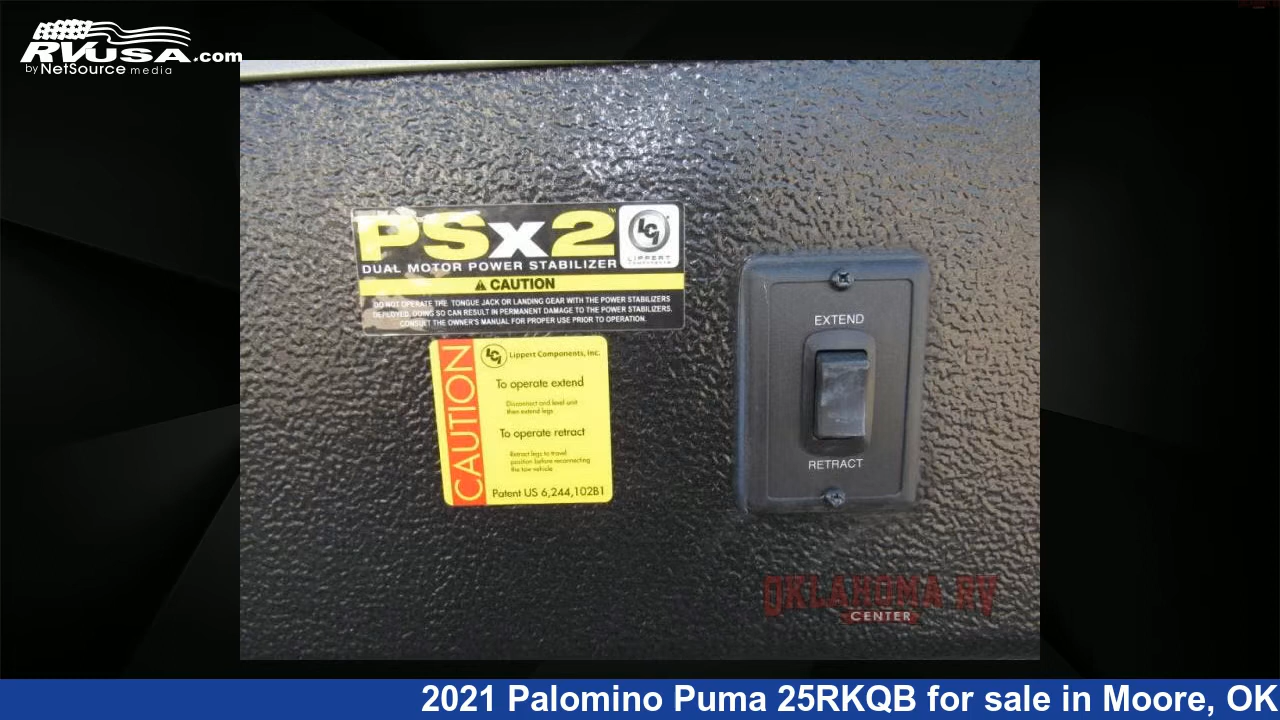 RVUSA.com
by NetSource media
PSx2™
LCI
LIPPERT
COMPONENTS
DUAL MOTOR POWER STABILIZER
CAUTION
DO NOT OPERATE THE TONGUE JACK OR LANDING GEAR WITH THE POWER STABILIZERS
DEPLOYED. DOING SO CAN RESULT IN PERMANENT DAMAGE TO THE POWER STABILIZERS.
CONSULT THE OWNER'S MANUAL FOR PROPER USE PRIOR TO OPERATION.
CAUTION
LCI Lippert Components, Inc.
To operate extend
Disconnect and level unit
then extend legs
To operate retract
Retract legs to travel
position before reconnecting
the tow vehicle
Patent US 6,244,102B1
EXTEND
RETRACT
OKLAHOMA RV
CENTER
2021 Palomino Puma 25RKQB for sale in Moore, OK